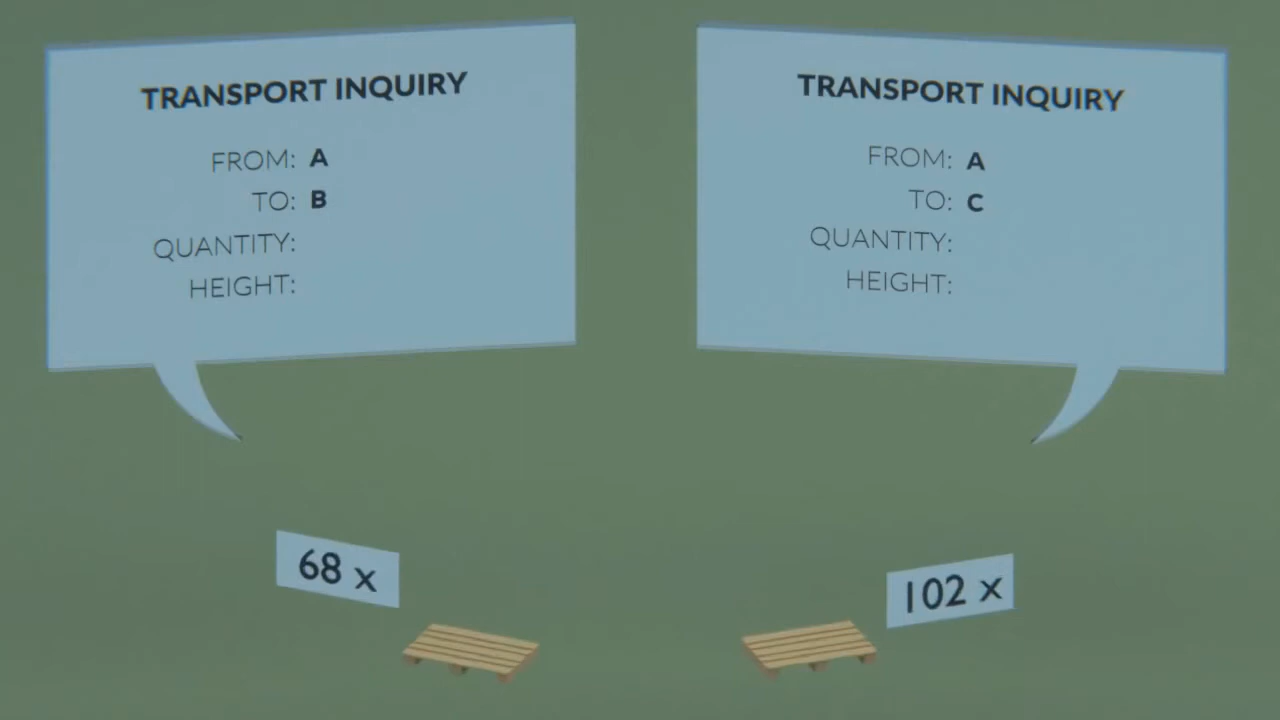 TRANSPORT INQUIRY
FROM: A
TO: B
QUANTITY:
HEIGHT:
TRANSPORT INQUIRY
FROM: A
TO: C
QUANTITY:
HEIGHT:
68 x
102 x